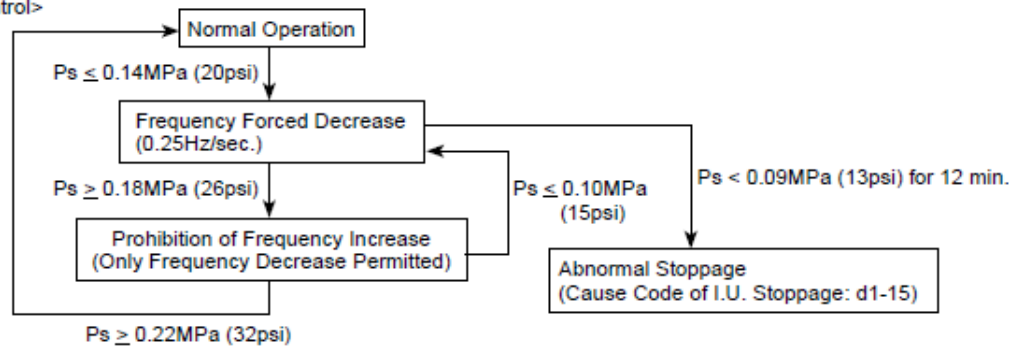 trol>
Normal Operation
Ps ≤ 0.14MPa (20psi)
Frequency Forced Decrease
(0.25Hz/sec.)
Ps ≥ 0.18MPa (26psi)
Ps ≤ 0.10MPa
(15psi)
Ps < 0.09MPa (13psi) for 12 min.
Prohibition of Frequency Increase
(Only Frequency Decrease Permitted)
Abnormal Stoppage
(Cause Code of I.U. Stoppage: d1-15)
Ps ≥ 0.22MPa (32psi)